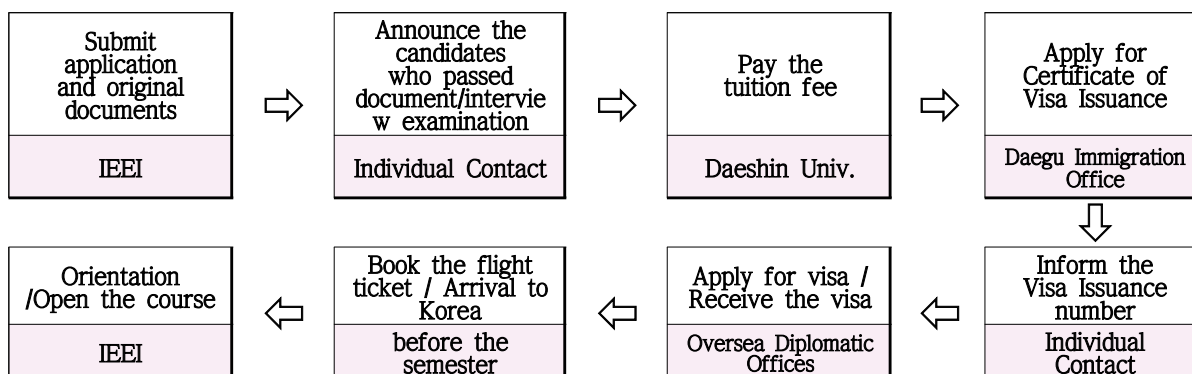 Submit
application
and original
documents
IEEI
Announce the
candidates
who passed
document/intervie
w examination
Individual Contact
Pay the
tuition fee
Daeshin Univ.
Apply for
Certificate of
Visa Issuance
Daegu Immigration
Office
Inform the
Visa Issuance
number
Individual
Contact
Apply for visa /
Receive the visa
Oversea Diplomatic
Offices
Book the flight
ticket / Arrival to
Korea
before the
semester
Orientation
/Open the course
IEEI